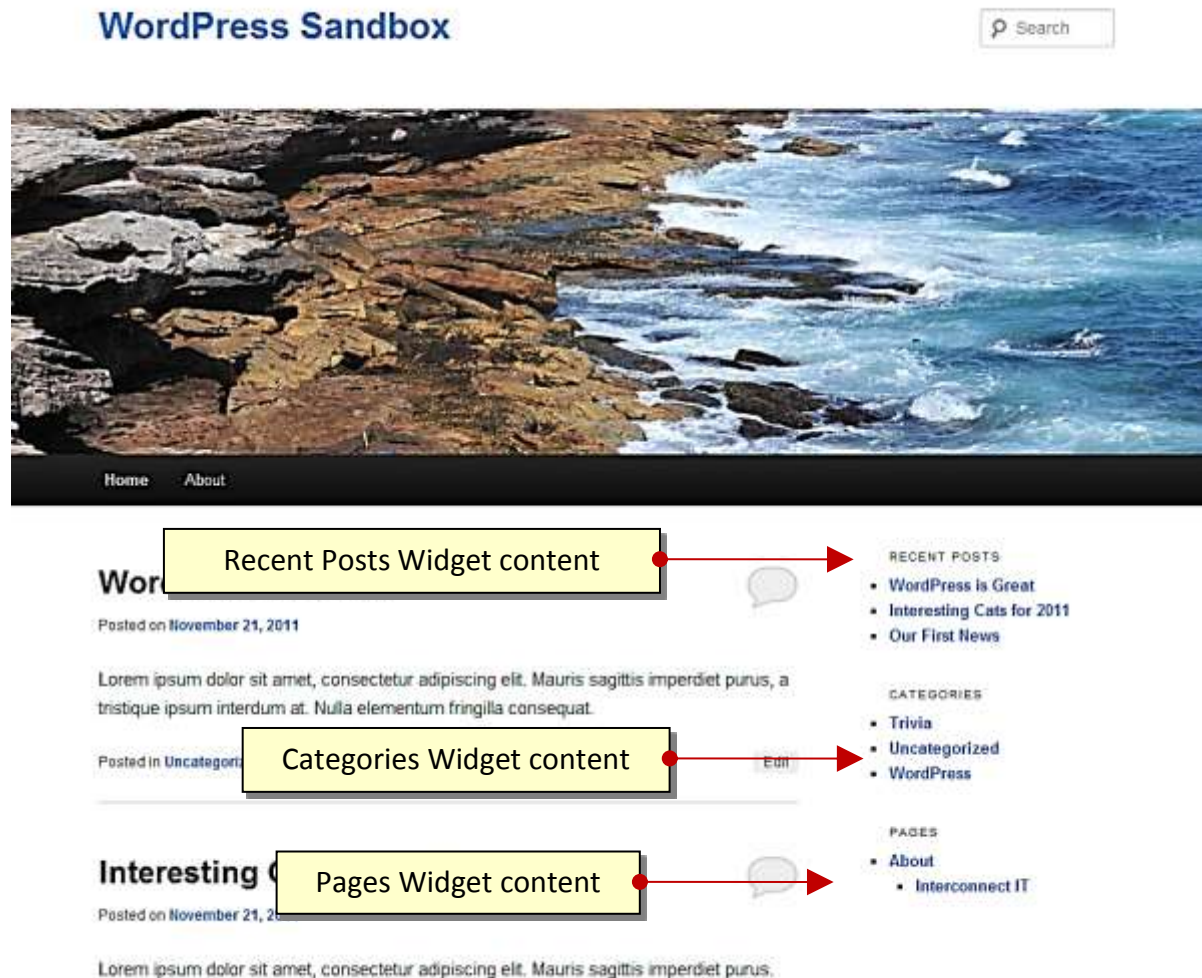 WordPress Sandbox
Search
Home About
Recent Posts Widget content
Wor
Posted on November 21, 2011
Lorem ipsum dolor sit amet, consectetur adipiscing elit. Mauris sagittis imperdiet purus, a
tristique ipsum interdum at. Nulla elementum fringilla consequat.
Posted in Uncategori
Edit
Categories Widget content
Interesting
Pages Widget content
Posted on November 21, 2
Lorem ipsum dolor sit amet, consectetur adipiscing elit. Mauris sagittis imperdiet purus.
RECENT POSTS
WordPress is Great
Interesting Cats for 2011
Our First News
CATEGORIES
Trivia
Uncategorized
WordPress
PAGES
About
Interconnect IT